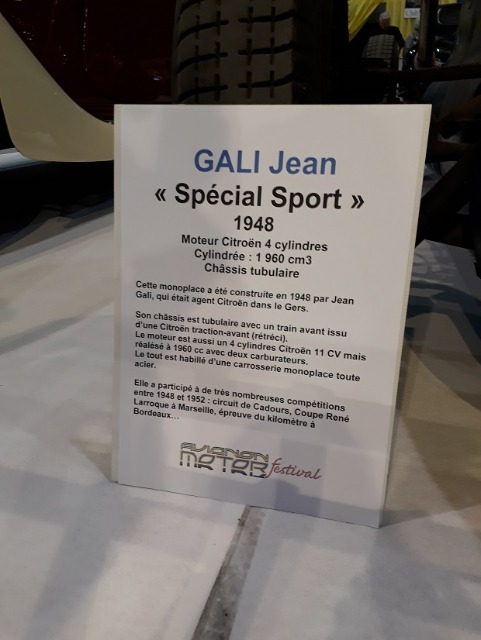 GALI Jean
« Spécial Sport »
1948
Moteur Citroën 4 cylindres
Cylindrée : 1 960 cm3
Châssis tubulaire
Cette monoplace a été construite en 1948 par Jean
Gali, qui était agent Citroën dans le Gers.
Son châssis est tubulaire avec un train avant issu
d'une Citroën traction-avant (rétréci).
Le moteur est aussi un 4 cylindres Citroën 11 CV mais
réalésé à 1960 cc avec deux carburateurs.
Le tout est habillé d'une carrosserie monoplace toute
acier.
Elle a participé à de très nombreuses compétitions
entre 1948 et 1952 : circuit de Cadours, Coupe René
Larroque à Marseille, épreuve du kilomètre à
Bordeaux...
AVIGNON
MOTOR festival